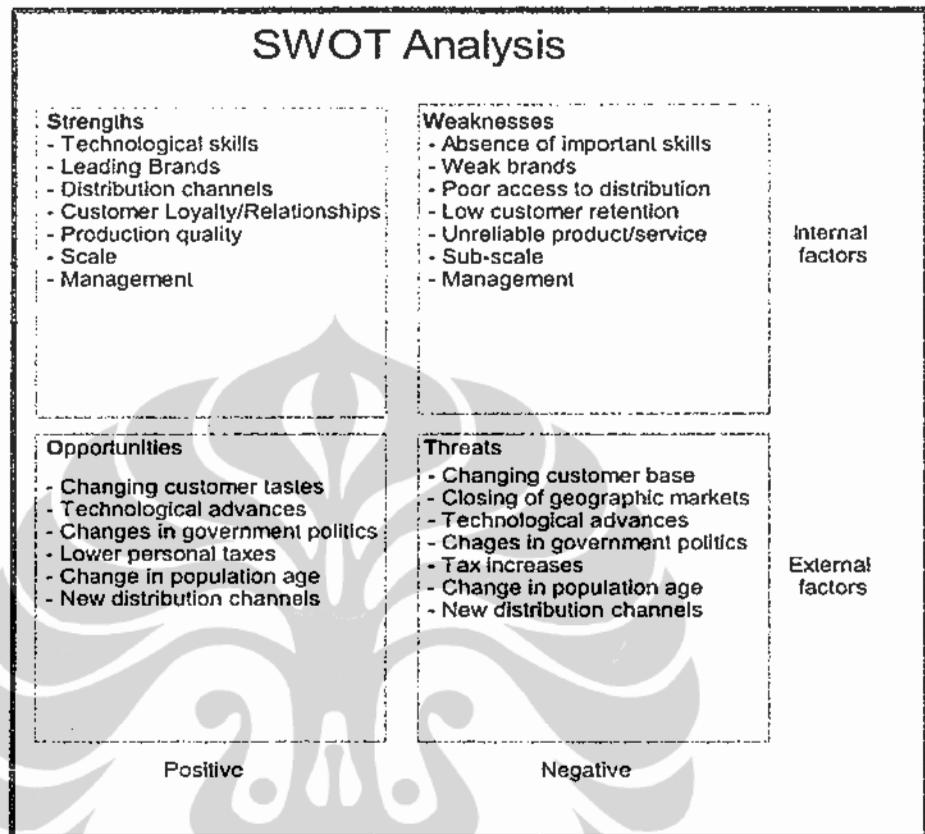 SWOT Analysis
Strengths
- Technological skills
- Leading Brands
- Distribution channels
- Customer Loyalty/Relationships
- Production quality
- Scale
- Management
Weaknesses
- Absence of important skills
- Weak brands
- Poor access to distribution
- Low customer retention
- Unreliable product/service
- Sub-scale
- Management
Internal
factors
Opportunities
- Changing customer tastes
- Technological advances
- Changes in government politics
- Lower personal taxes
- Change in population age
- New distribution channels
Threats
- Changing customer base
- Closing of geographic markets
- Technological advances
- Chages in government politics
- Tax increases
- Change in population age
- New distribution channels
External
factors
Positive
Negative